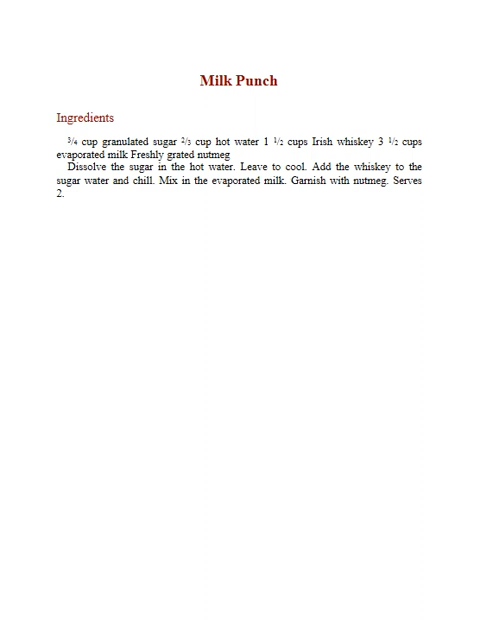 Milk Punch
Ingredients
3/4 cup granulated sugar 2/3 cup hot water 1 1/2 cups Irish whiskey 3 1/2 cups
evaporated milk Freshly grated nutmeg
Dissolve the sugar in the hot water. Leave to cool. Add the whiskey to the
sugar water and chill. Mix in the evaporated milk. Garnish with nutmeg. Serves
2.